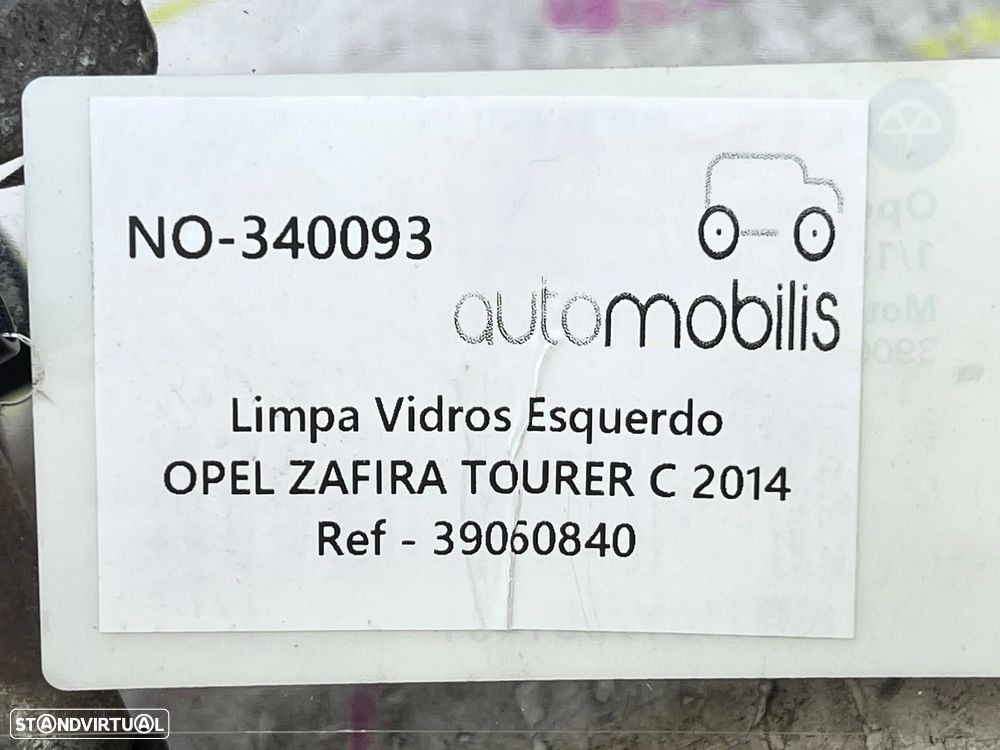 NO-340093
automobilis
Limpa Vidros Esquerdo
OPEL ZAFIRA TOURER C 2014
Ref - 39060840
STANDVIRTUAL